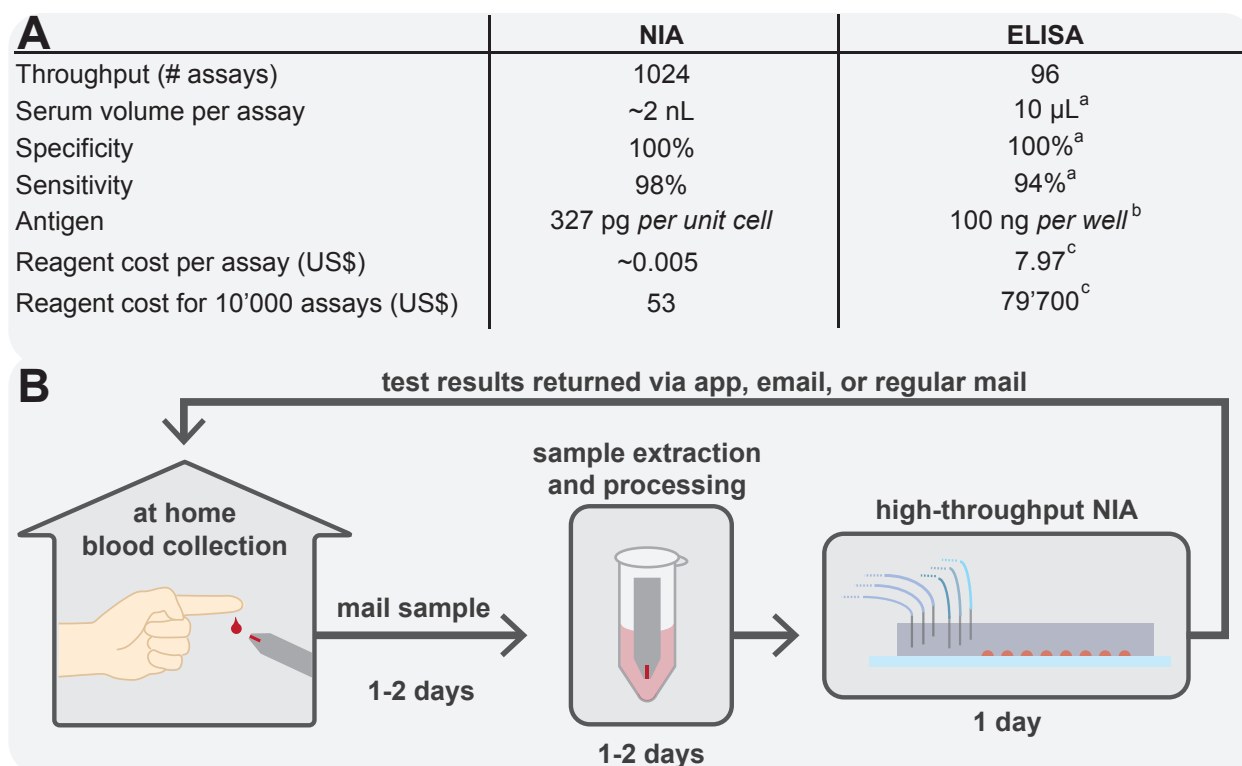 A
NIA ELISA
Throughput (# assays) 1024 96
Serum volume per assay ~2 nL 10 µLa
Specificity 100% 100%a
Sensitivity 98% 94%a
Antigen 327 pg per unit cell 100 ng per well b
Reagent cost per assay (US$) ~0.005 7.97c
Reagent cost for 10’000 assays (US$) 53 79’700c
B
test results returned via app, email, or regular mail
at home
blood collection
mail sample
1-2 days
sample extraction
and processing
1-2 days
high-throughput NIA
1 day